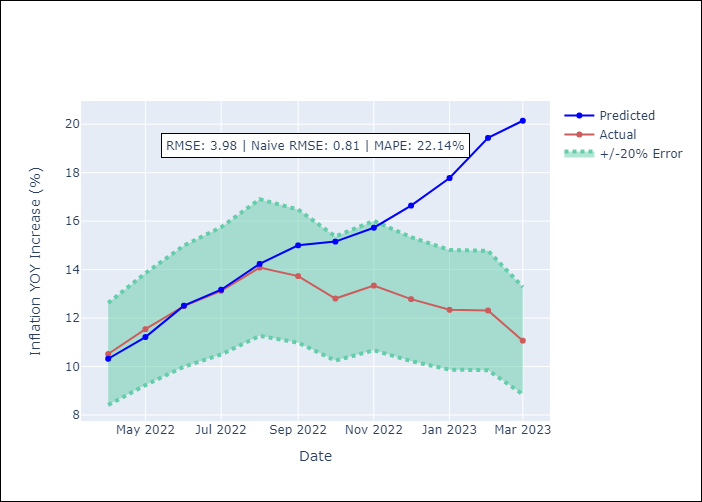 RMSE: 3.98 | Naive RMSE: 0.81 | MAPE: 22.14%
Predicted
Actual
+/-20% Error
Inflation YOY Increase (%)
20
18
16
14
12
10
8
May 2022
Jul 2022
Sep 2022
Nov 2022
Jan 2023
Mar 2023
Date